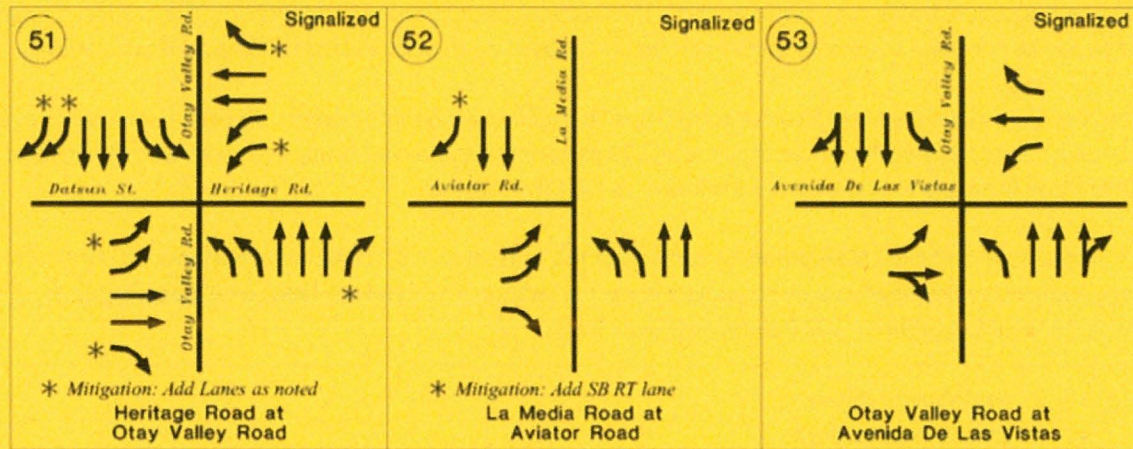 51
Signalized
Otay Valley Rd.
Datsun St.
Heritage Rd.
Otay Valley Rd.
* Mitigation: Add Lanes as noted
Heritage Road at
Otay Valley Road
52
Signalized
La Media Rd.
Aviator Rd.
* Mitigation: Add SB RT lane
La Media Road at
Aviator Road
53
Signalized
Otay Valley Rd.
Avenida De Las Vistas
Otay Valley Road at
Avenida De Las Vistas